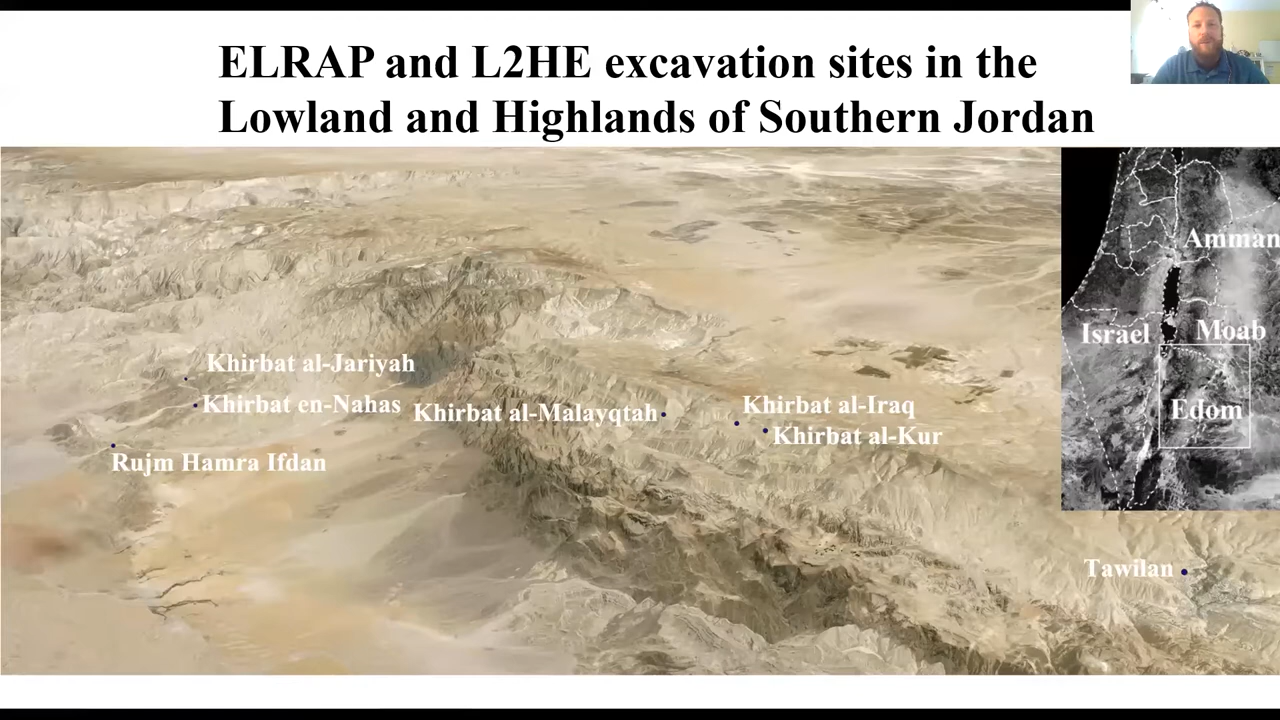 ELRAP and L2HE excavation sites in the
Lowland and Highlands of Southern Jordan
Amman
Israel
Moab
Edom
Khirbat al-Jariyah
Khirbat en-Nahas
Khirbat al-Malayqtah
Khirbat al-Iraq
Khirbat al-Kur
Rujm Hamra Ifdan
Tawilan